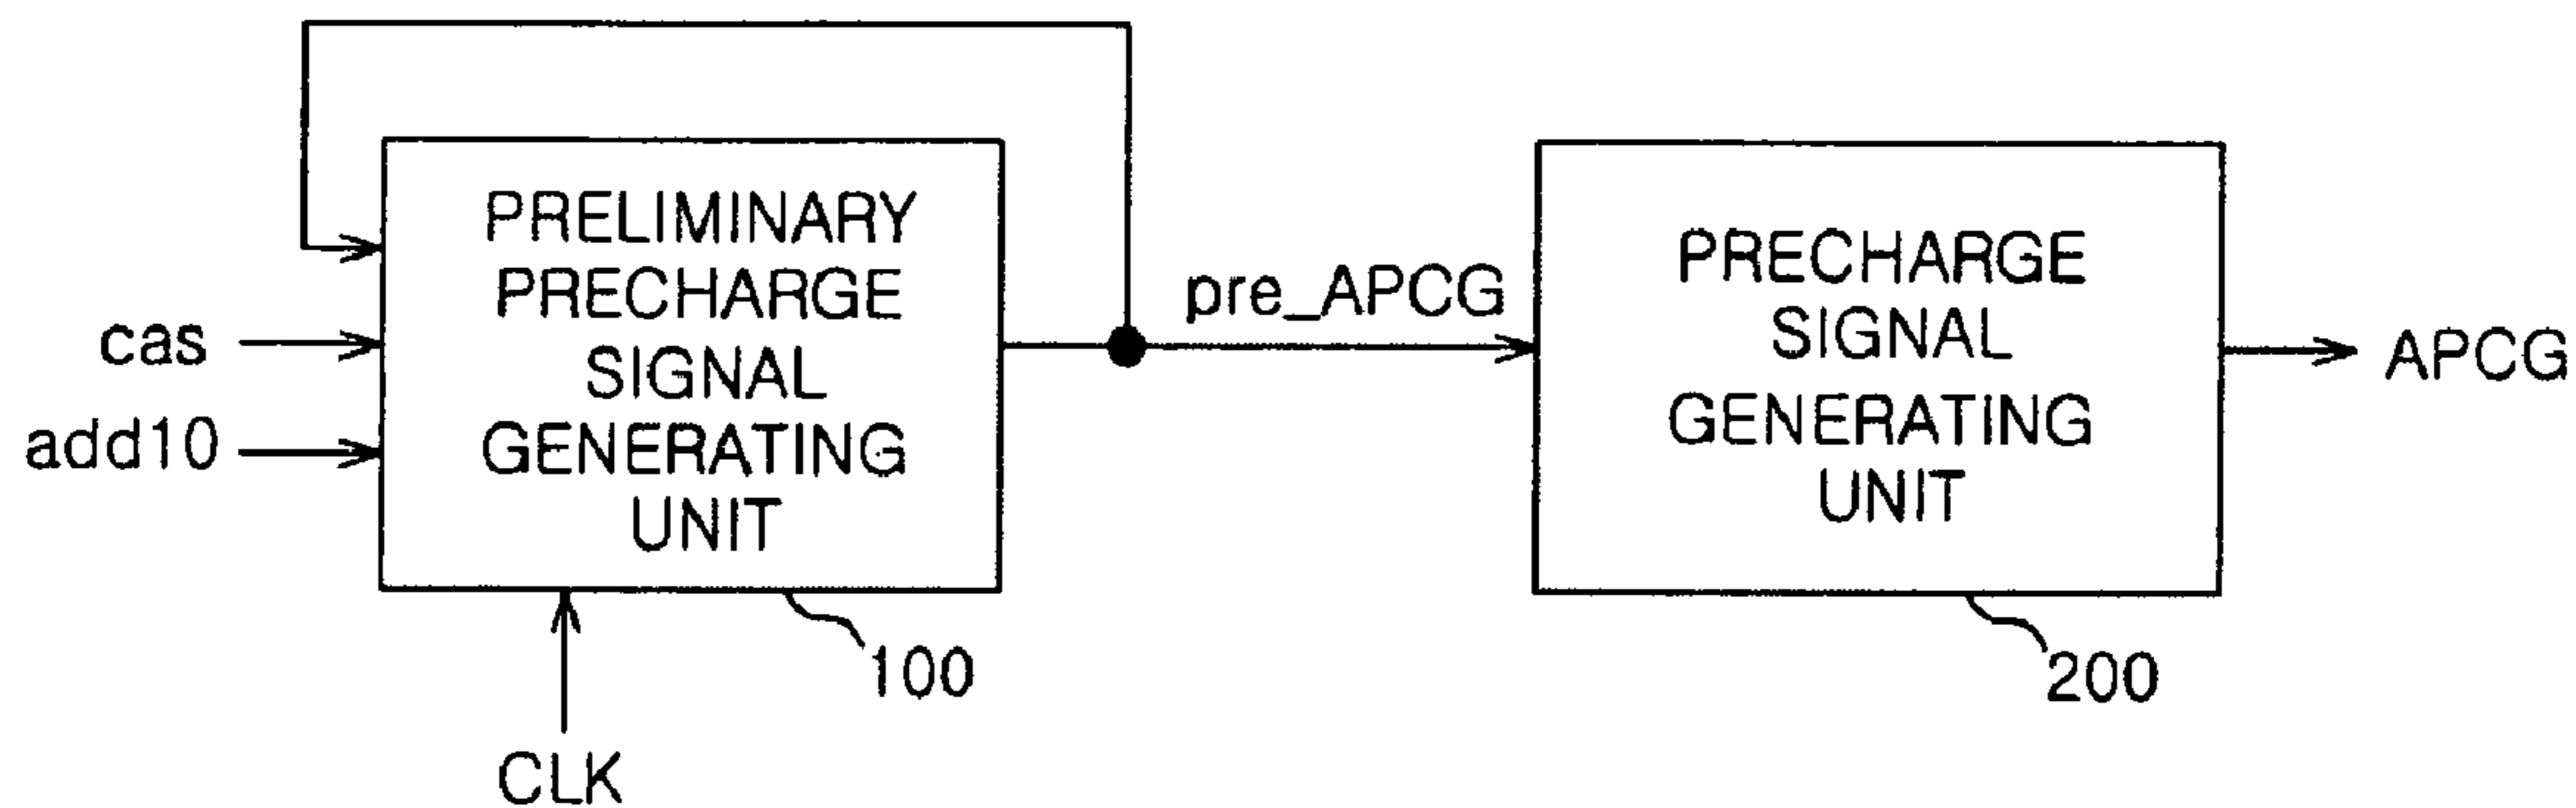 PRELIMINARY
PRECHARGE
SIGNAL
GENERATING
UNIT
cas
add10
CLK
100
pre_APCG
PRECHARGE
SIGNAL
GENERATING
UNIT
200
APCG